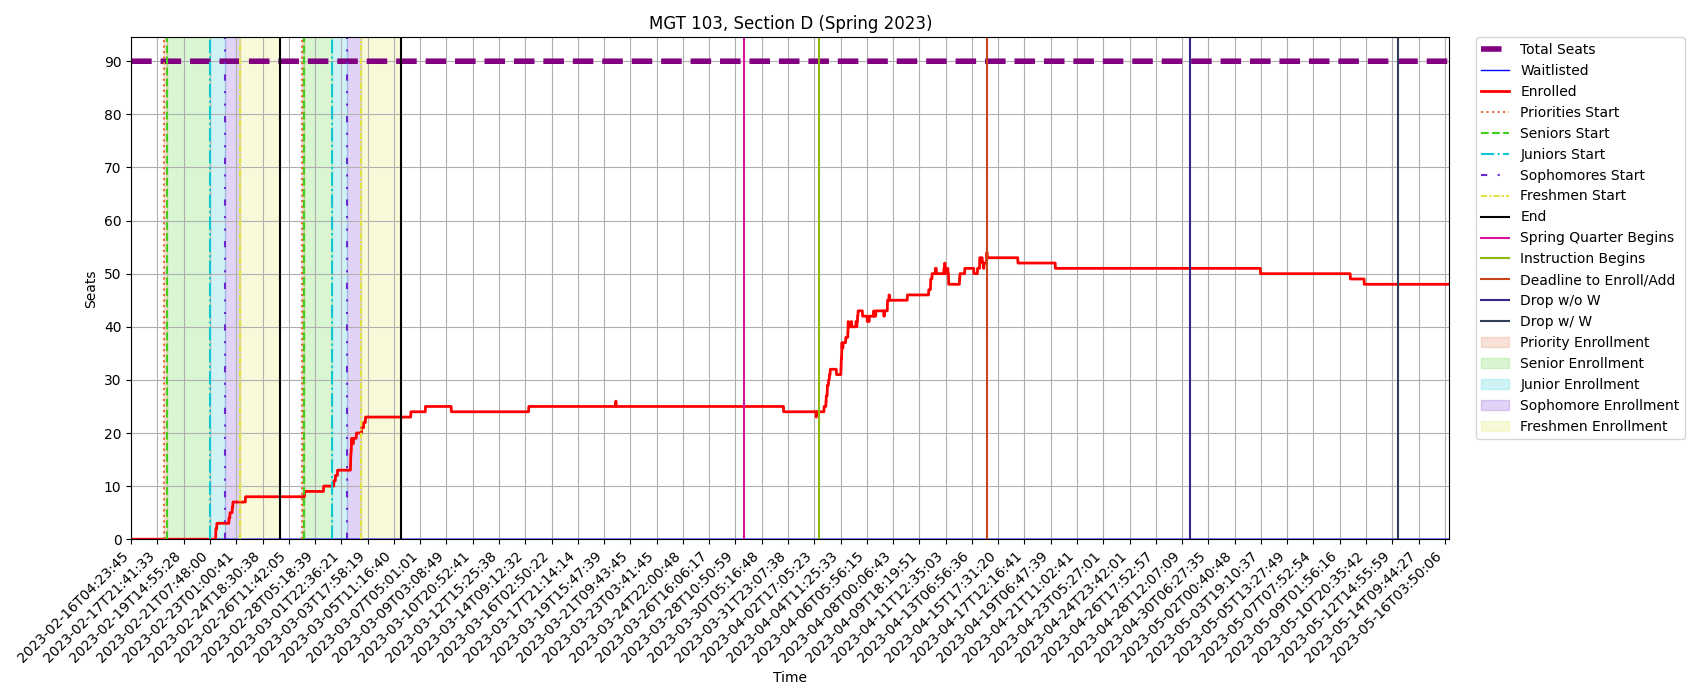 MGT 103, Section D (Spring 2023)
Seats
90
80
70
60
50
40
30
20
10
0
2023-02-16T04:23:45
2023-02-17T21:41:33
2023-02-19T14:55:28
2023-02-21T07:48:00
2023-02-23T01:00:41
2023-02-24T18:30:38
2023-02-26T11:42:05
2023-02-28T05:18:39
2023-03-01T22:36:21
2023-03-03T17:58:19
2023-03-05T11:16:40
2023-03-07T05:01:01
2023-03-09T03:08:49
2023-03-10T20:52:41
2023-03-12T15:25:38
2023-03-14T09:12:32
2023-03-16T02:50:22
2023-03-17T21:14:14
2023-03-19T15:47:39
2023-03-21T09:43:45
2023-03-23T03:41:45
2023-03-24T22:00:48
2023-03-26T16:06:17
2023-03-28T10:50:59
2023-03-30T05:16:48
2023-03-31T23:07:38
2023-04-02T17:05:23
2023-04-04T11:25:33
2023-04-06T05:56:15
2023-04-08T00:06:43
2023-04-09T18:19:51
2023-04-11T12:35:03
2023-04-13T06:56:36
2023-04-15T17:31:20
2023-04-17T12:16:41
2023-04-19T06:47:39
2023-04-21T11:02:41
2023-04-23T05:27:01
2023-04-24T23:42:01
2023-04-26T17:52:57
2023-04-28T12:07:09
2023-04-30T06:27:35
2023-05-02T00:40:48
2023-05-03T19:10:37
2023-05-05T13:27:49
2023-05-07T07:52:54
2023-05-09T01:56:16
2023-05-10T20:35:42
2023-05-12T14:55:59
2023-05-14T09:44:27
2023-05-16T03:50:06
Time
Total Seats
Waitlisted
Enrolled
Priorities Start
Seniors Start
Juniors Start
Sophomores Start
Freshmen Start
End
Spring Quarter Begins
Instruction Begins
Deadline to Enroll/Add
Drop w/o W
Drop w/ W
Priority Enrollment
Senior Enrollment
Junior Enrollment
Sophomore Enrollment
Freshmen Enrollment